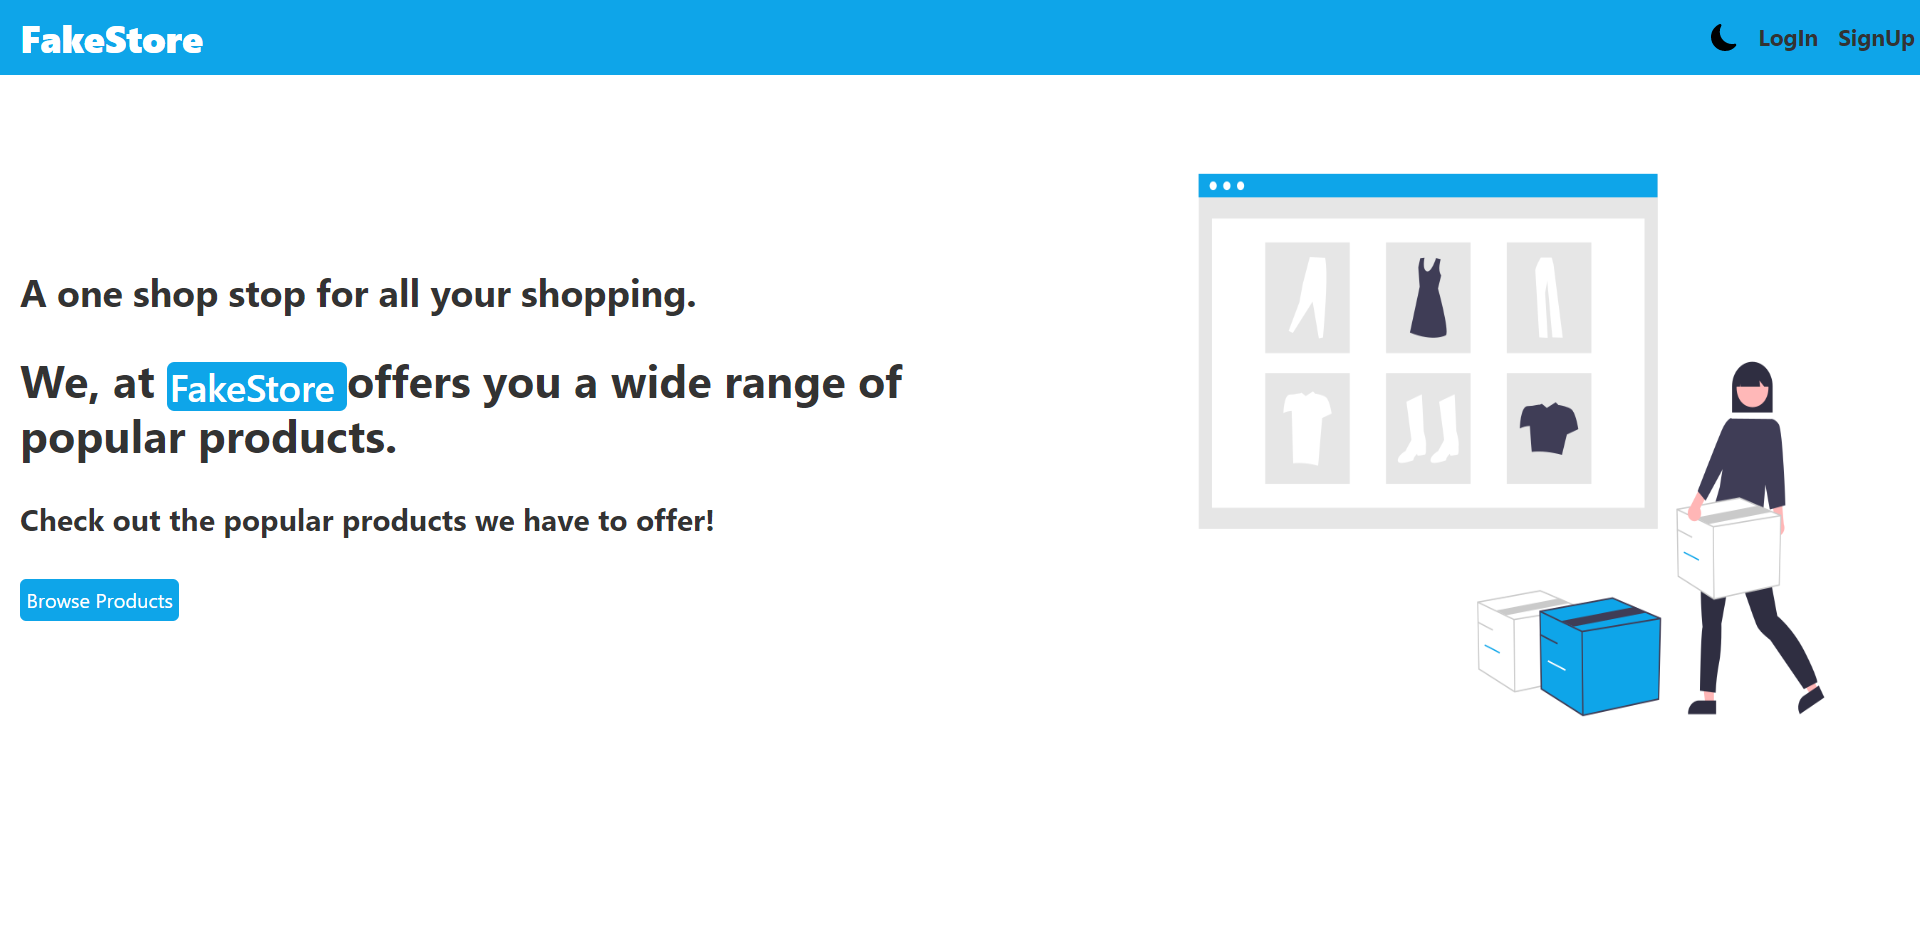 FakeStore
LogIn SignUp
A one shop stop for all your shopping.
We, at FakeStore offers you a wide range of
popular products.
Check out the popular products we have to offer!
Browse Products